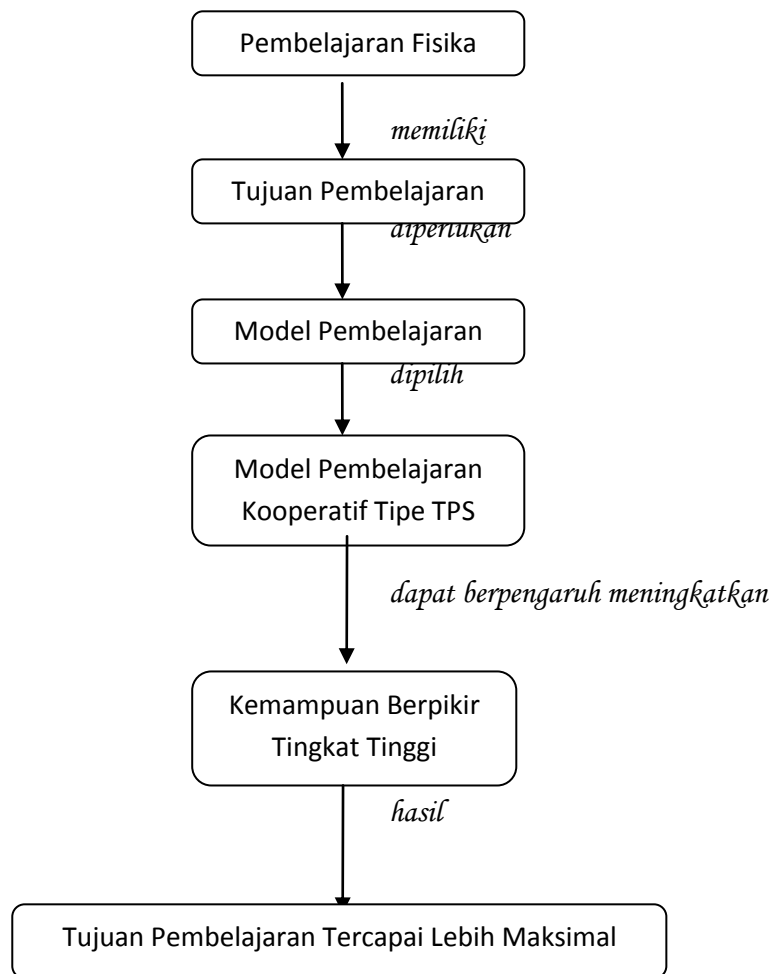 Pembelajaran Fisika
memiliki
Tujuan Pembelajaran
diperlukan
Model Pembelajaran
dipilih
Model Pembelajaran
Kooperatif Tipe TPS
dapat berpengaruh meningkatkan
Kemampuan Berpikir
Tingkat Tinggi
hasil
Tujuan Pembelajaran Tercapai Lebih Maksimal